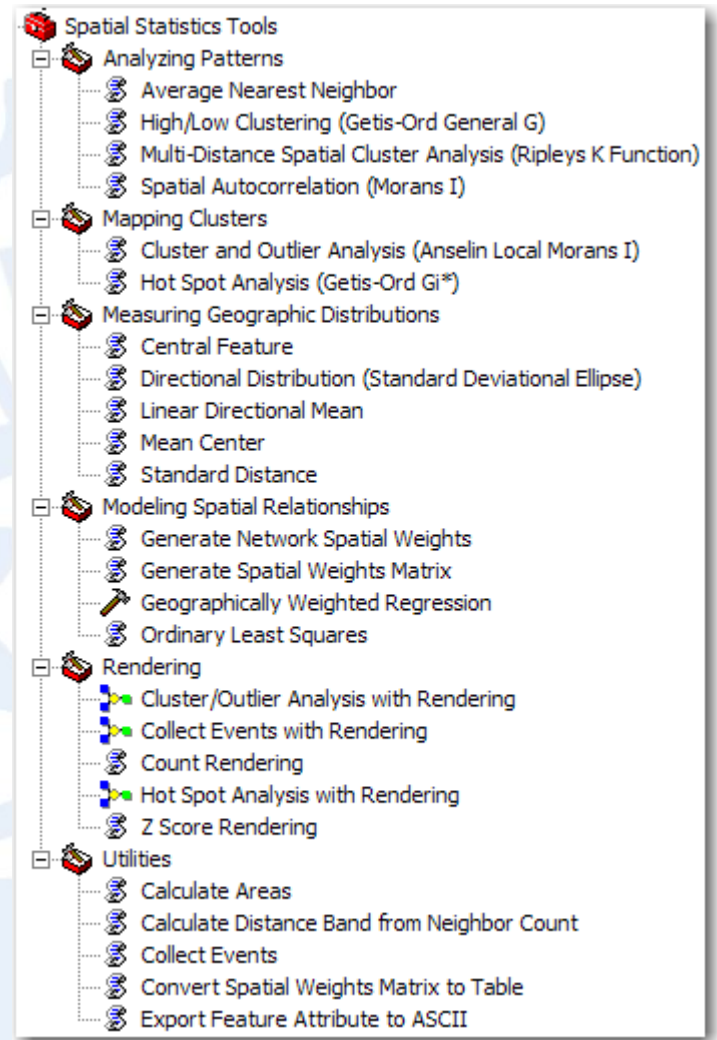 Spatial Statistics Tools
Analyzing Patterns
Average Nearest Neighbor
High/Low Clustering (Getis-Ord General G)
Multi-Distance Spatial Cluster Analysis (Ripleys K Function)
Spatial Autocorrelation (Morans I)
Mapping Clusters
Cluster and Outlier Analysis (Anselin Local Morans I)
Hot Spot Analysis (Getis-Ord Gi*)
Measuring Geographic Distributions
Central Feature
Directional Distribution (Standard Deviational Ellipse)
Linear Directional Mean
Mean Center
Standard Distance
Modeling Spatial Relationships
Generate Network Spatial Weights
Generate Spatial Weights Matrix
Geographically Weighted Regression
Ordinary Least Squares
Rendering
Cluster/Outlier Analysis with Rendering
Collect Events with Rendering
Count Rendering
Hot Spot Analysis with Rendering
Z Score Rendering
Utilities
Calculate Areas
Calculate Distance Band from Neighbor Count
Collect Events
Convert Spatial Weights Matrix to Table
Export Feature Attribute to ASCII